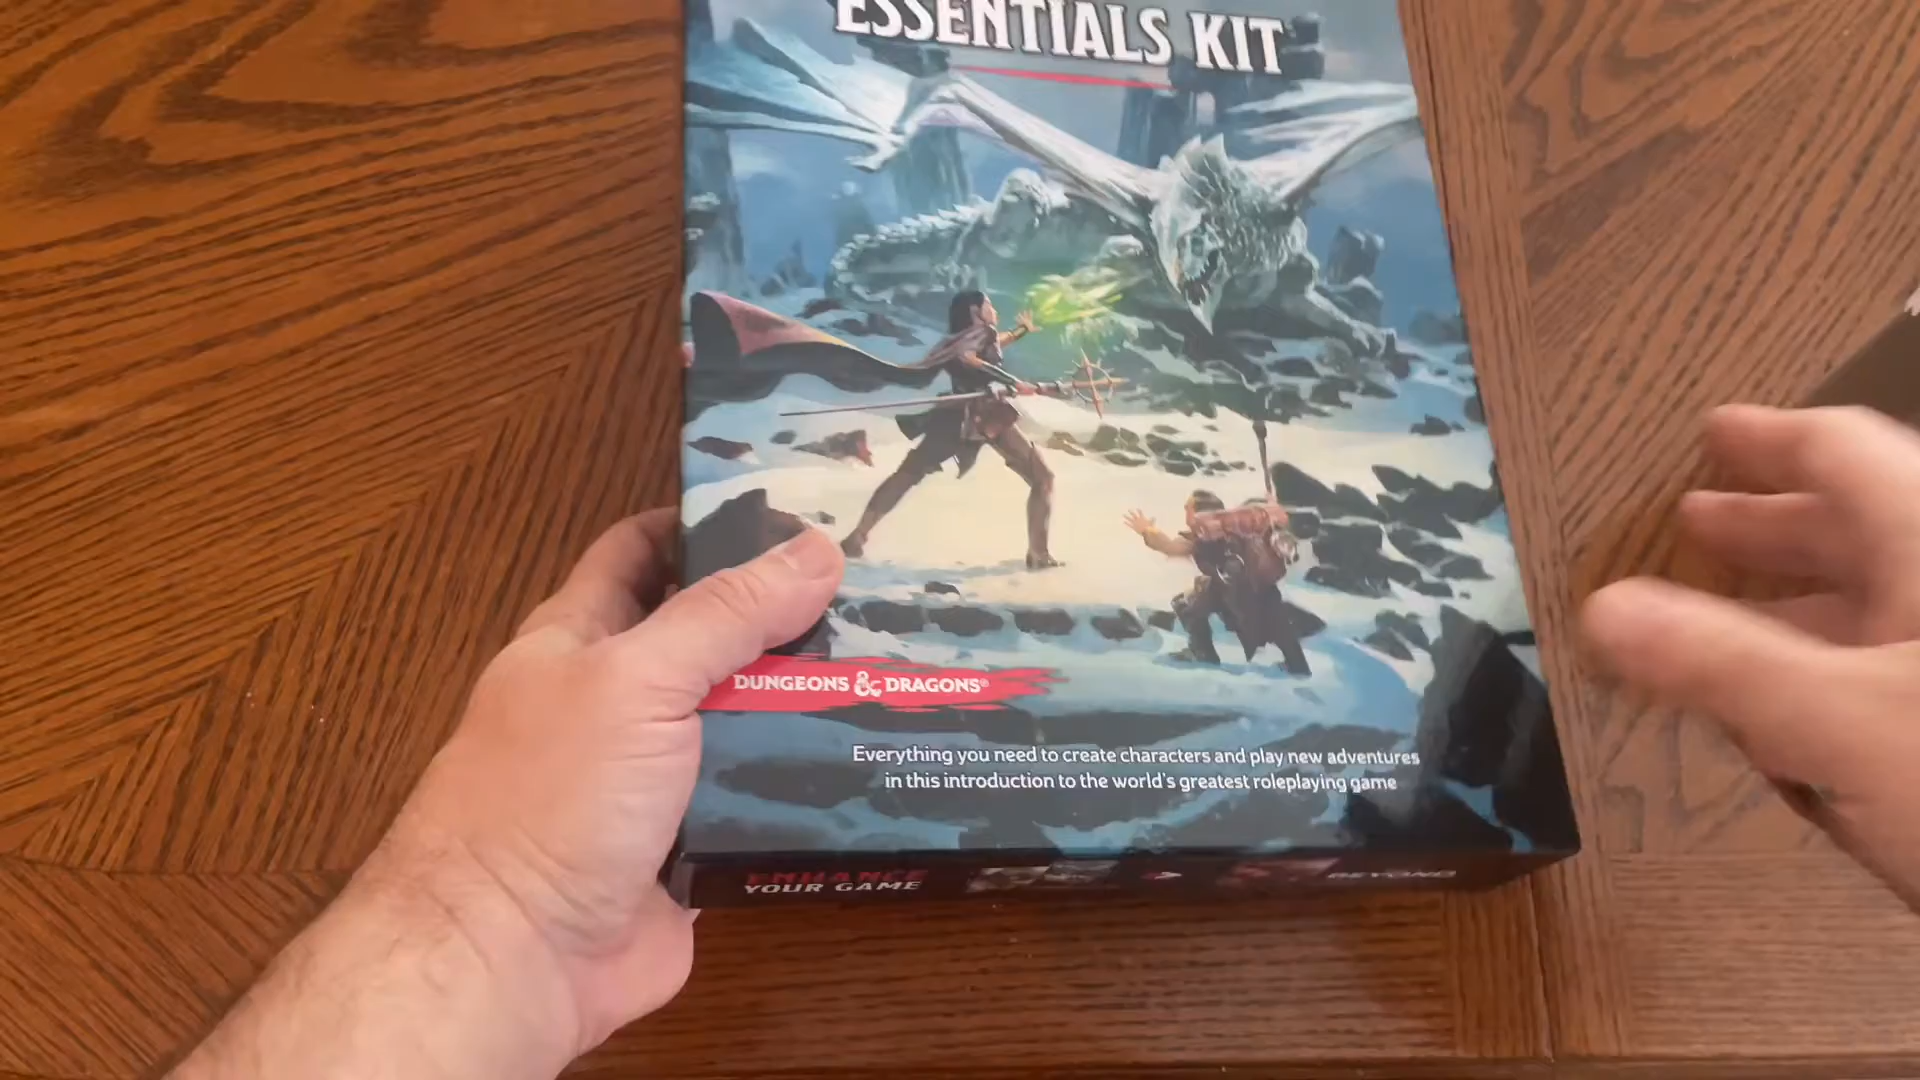 ESSENTIALS KIT
DUNGEONS & DRAGONS®
Everything you need to create characters and play new adventures
in this introduction to the world's greatest roleplaying game
ENHANCE
YOUR GAME
BEYOND